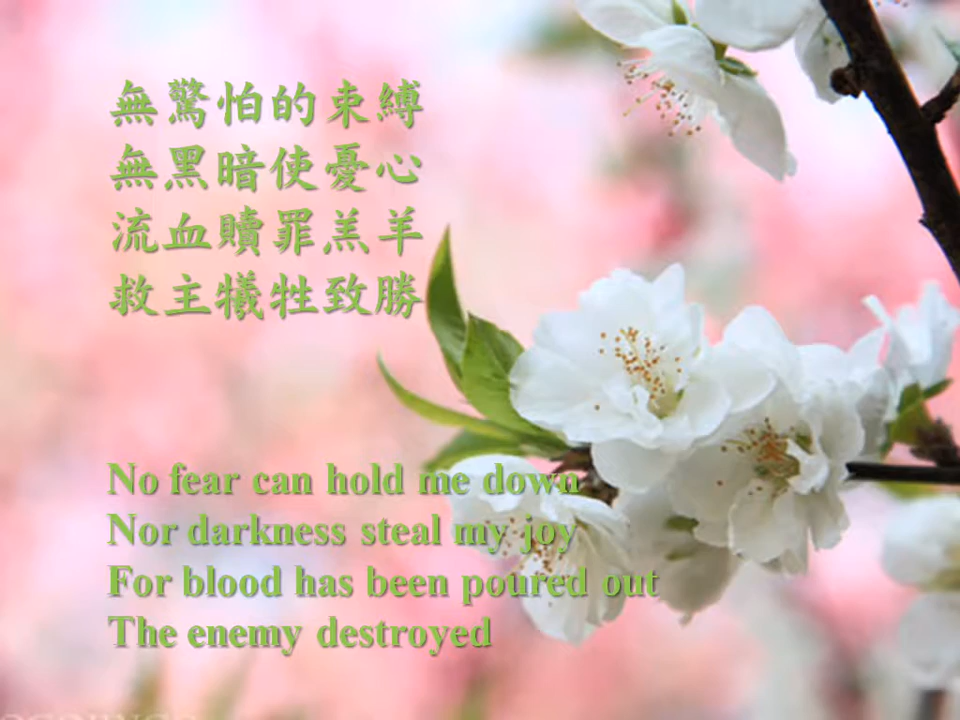 無驚怕的束縛
無黑暗使憂心
流血贖罪羔羊
救主犧牲致勝
No fear can hold me down
Nor darkness steal my joy
For blood has been poured out
The enemy destroyed